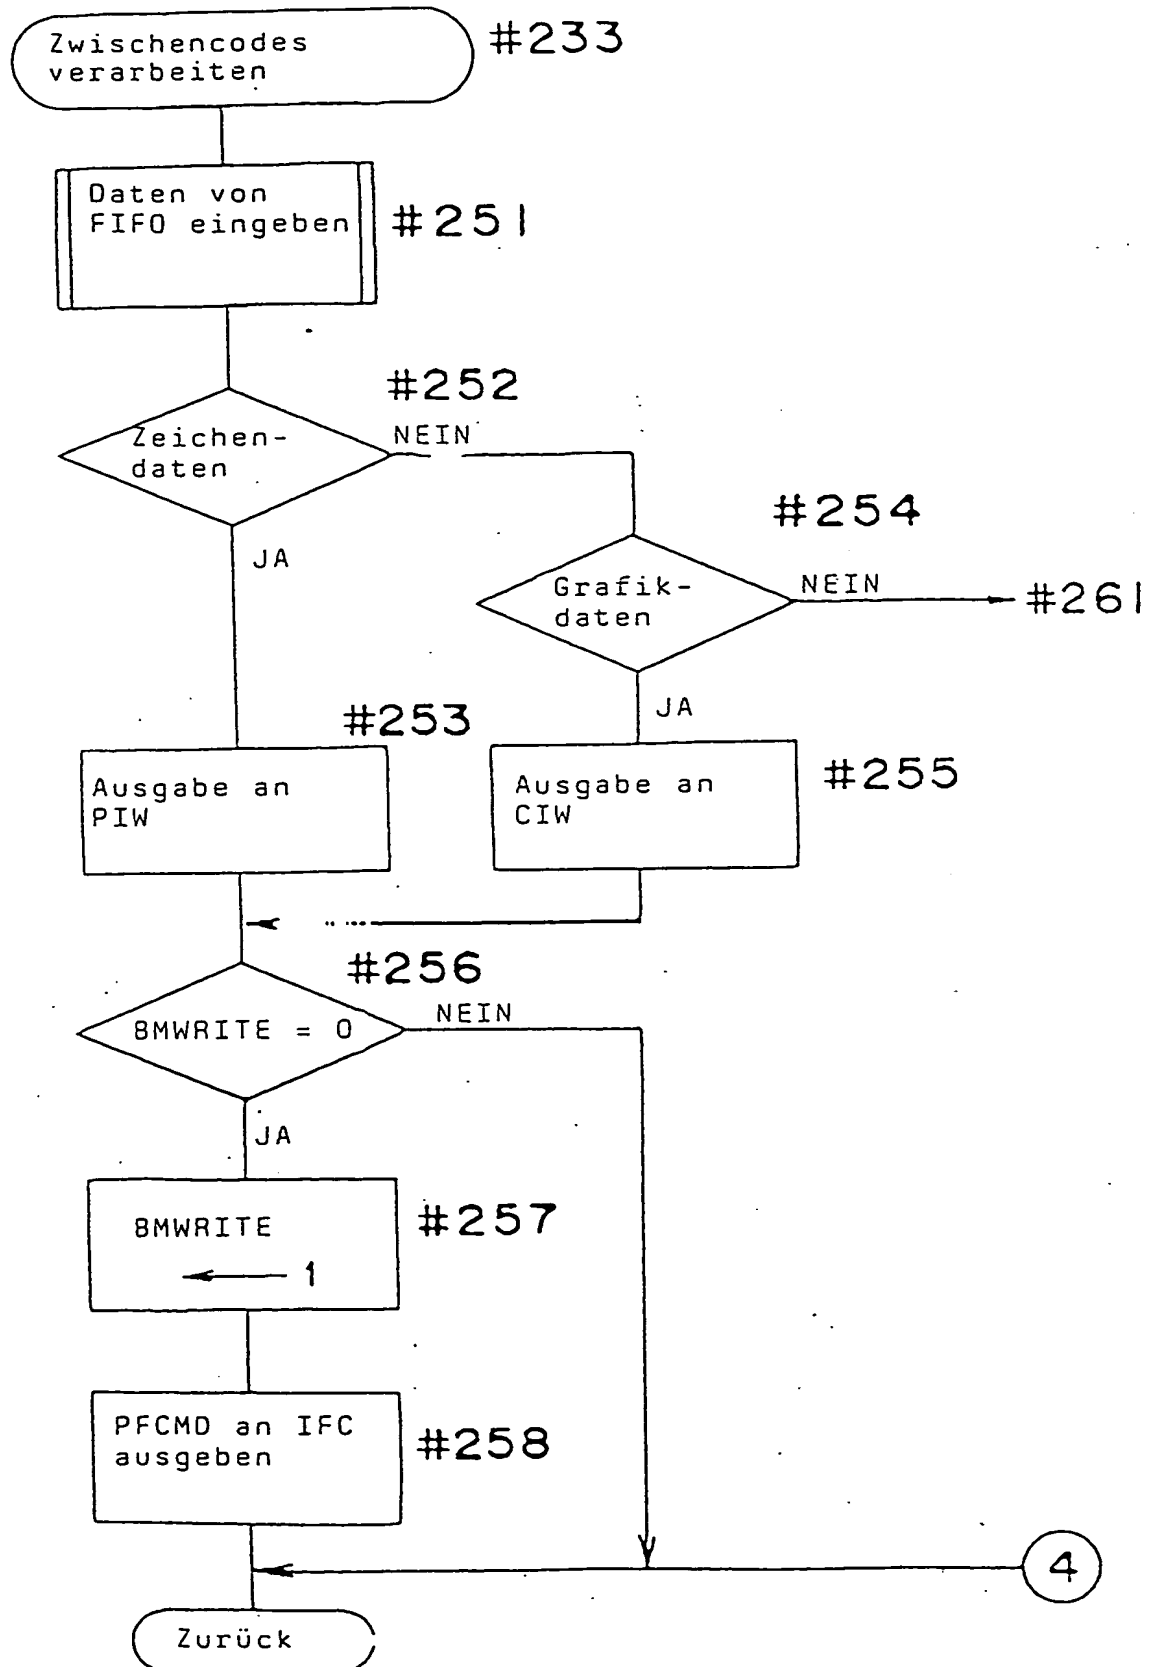 Zwischencodes
verarbeiten
#233
Daten von
FIFO eingeben
#251
#252
Zeichen-
daten
NEIN
JA
#254
Grafik-
daten
NEIN
#261
JA
#253
Ausgabe an
PIW
Ausgabe an
CIW
#255
#256
BMWRITE = 0
NEIN
JA
BMWRITE
← 1
#257
PFCMD an IFC
ausgeben
#258
4
Zurück